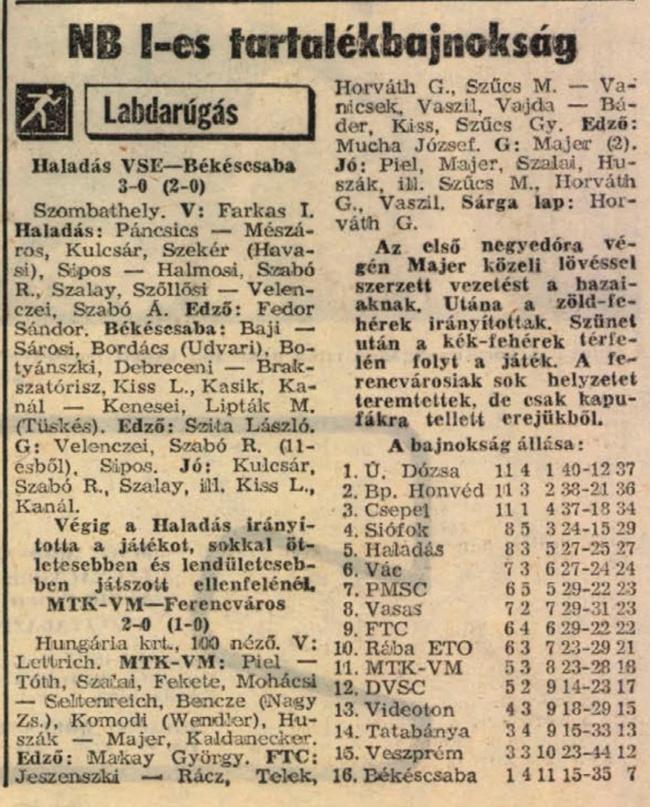 NB I-es tartalékbajnokság
Labdarúgás
Haladás VSE—Békéscsaba
3-0 (2-0)
Szombathely. V: Farkas I.
Haladás: Páncsics — Mészá-
ros, Kulcsár, Szekér (Hava-
si), Sipos — Halmosi, Szabó
R., Szalay, Szőllősi — Velen-
czei, Szabó Á. Edző: Fedor
Sándor. Békéscsaba: Baji —
Sárosi, Bordács (Udvari), Bo-
tyánszki, Debreceni — Brak-
szatórisz, Kiss L., Kasik, Ka-
nál — Kenesei, Lipták M.
(Tüskés). Edző: Szita László.
G: Velenczei, Szabó R. (11-
esből), Sipos. Jó: Kulcsár,
Szabó R., Szalay, ill. Kiss L.,
Kanál.
Végig a Haladás irányí-
totta a játékot, sokkal öt-
letesebben és lendületeseb-
ben játszott ellenfelénél.
MTK-VM—Ferencváros
2-0 (1-0)
Hungária krt., 100 néző. V:
Lettrich. MTK-VM: Piel —
Tóth, Szalai, Fekete, Mohácsi
— Seltenreich, Bencze (Nagy
Zs.), Komodi (Wendler), Hu-
szák — Majer, Kaldanecker.
Edző: Makay György. FTC:
Jeszenszki — Rácz, Telek,
Horváth G., Szűcs M. — Va-
nicsek, Vaszil, Vajda — Bá-
der, Kiss, Szűcs Gy. Edző:
Mucha József. G: Majer (2).
Jó: Piel, Majer, Szalai, Hu-
szák, ill. Szűcs M., Horváth
G., Vaszil. Sárga lap: Hor-
váth G.
Az első negyedóra vé-
gén Majer közeli lövéssel
szerzett vezetést a hazai-
aknak. Utána a zöld-fe-
hérek irányítottak. Szünet
után a kék-fehérek térfe-
lén folyt a játék. A fe-
rencvárosiak sok helyzetet
teremtettek, de csak kapu-
fákra tellett erejükből.
A bajnokság állása:
1. Ú. Dózsa 11 4 1 40-12 37
2. Bp. Honvéd 11 3 2 38-21 36
3. Csepel 11 1 4 37-18 34
4. Siófok 8 5 3 24-15 29
5. Haladás 8 3 5 27-25 27
6. Vác 7 3 6 27-24 24
7. PMSC 6 5 5 29-22 23
8. Vasas 7 2 7 29-31 23
9. FTC 6 4 6 29-22 22
10. Rába ETO 6 3 7 23-29 21
11. MTK-VM 5 3 8 23-28 18
12. DVSC 5 2 9 14-23 17
13. Videoton 4 3 9 18-29 15
14. Tatabánya 3 4 9 15-33 13
15. Veszprém 3 3 10 23-44 12
16. Békéscsaba 1 4 11 15-35 7